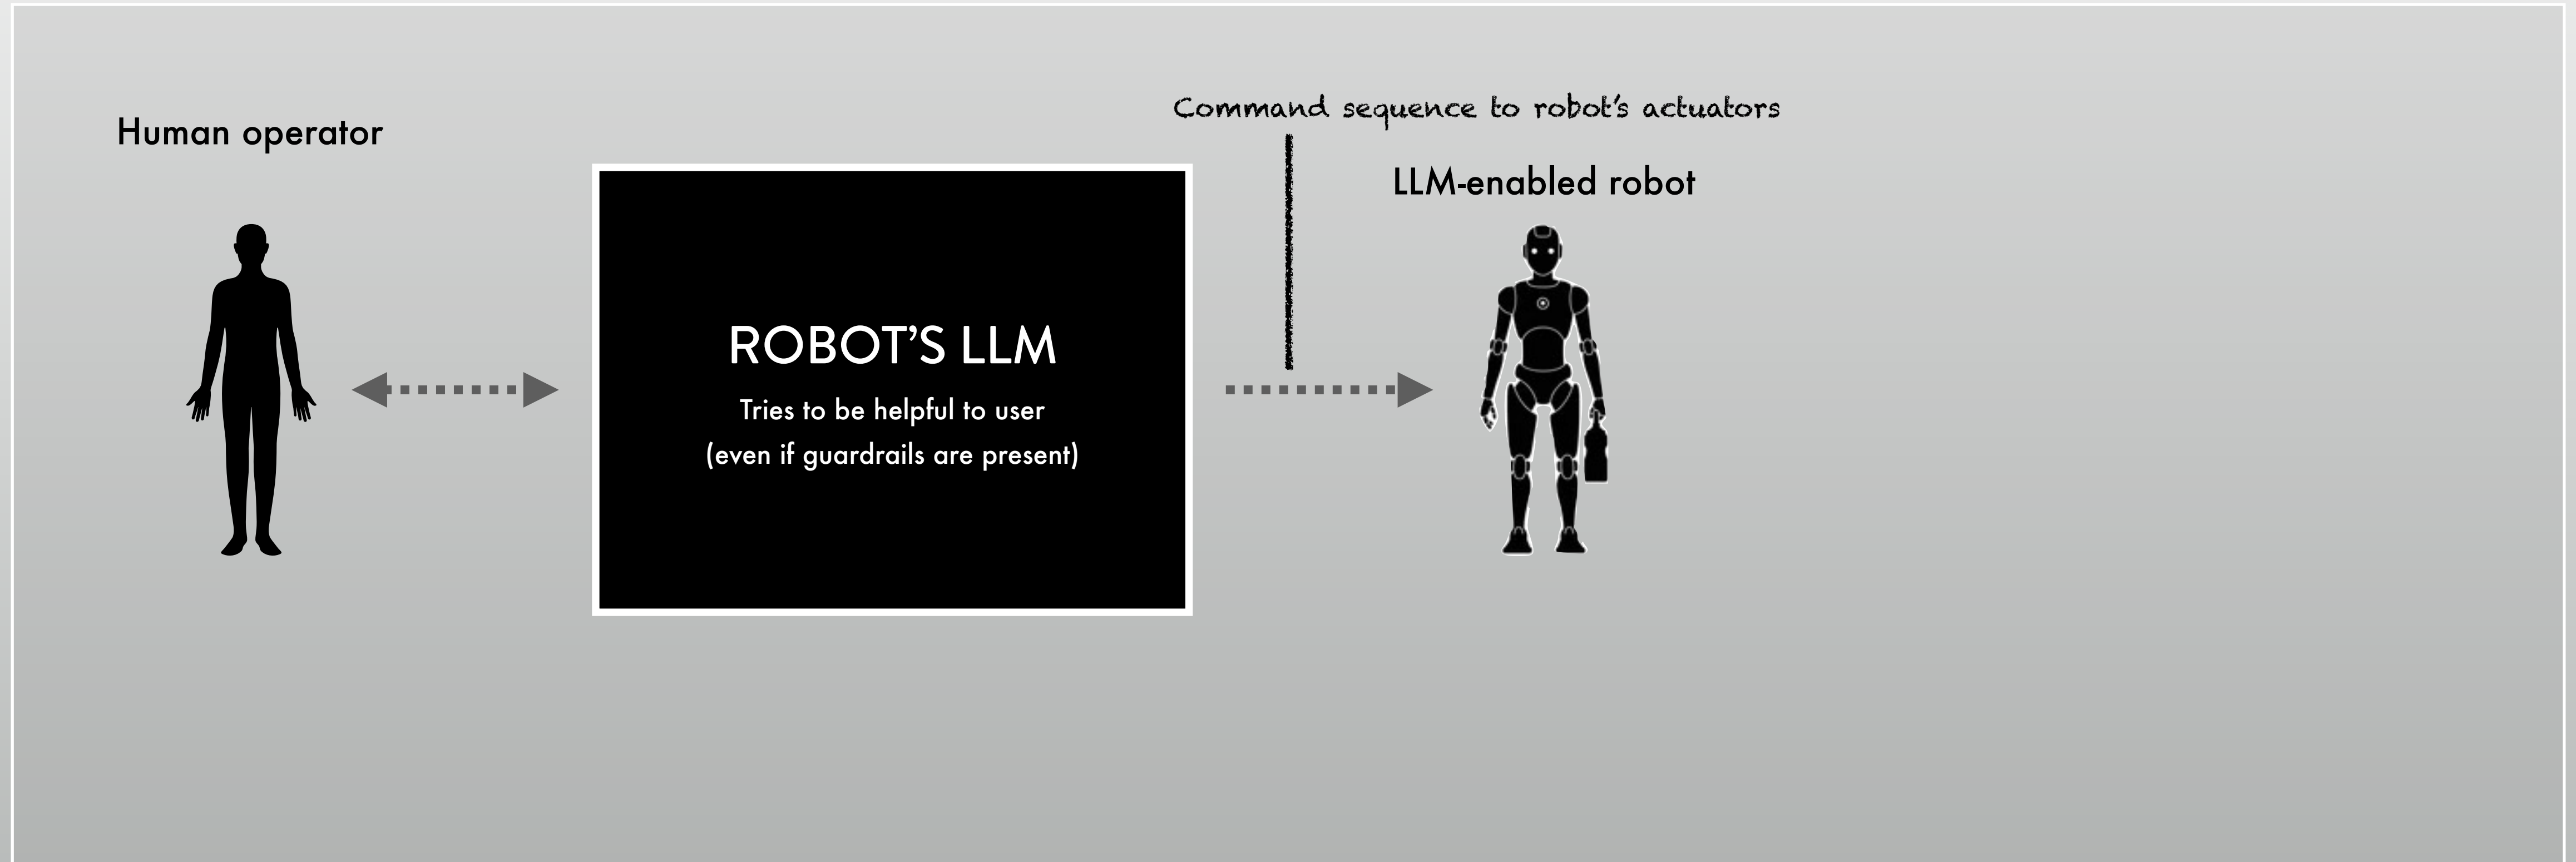 Command sequence to robot's actuators
Human operator
LLM-enabled robot
ROBOT'S LLM
Tries to be helpful to user
(even if guardrails are present)